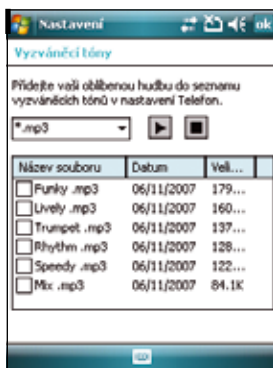 Nastavení ok
Vyzváněcí tóny
Přidejte vaši oblíbenou hudbu do seznamu
vyzváněcích tónů v nastavení Telefon.
*.mp3
Název souboru Datum Veli...
Funky .mp3 06/11/2007 179...
Lively .mp3 06/11/2007 160...
Trumpet .mp3 06/11/2007 137...
Rhythm .mp3 06/11/2007 128...
Speedy .mp3 06/11/2007 122...
Mix .mp3 06/11/2007 84.1K